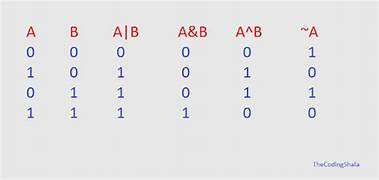 A B A|B A&B A^B ~A
0 0 0 0 0 1
1 0 1 0 1 0
0 1 1 0 1 1
1 1 1 1 0 0
TheCodingShala